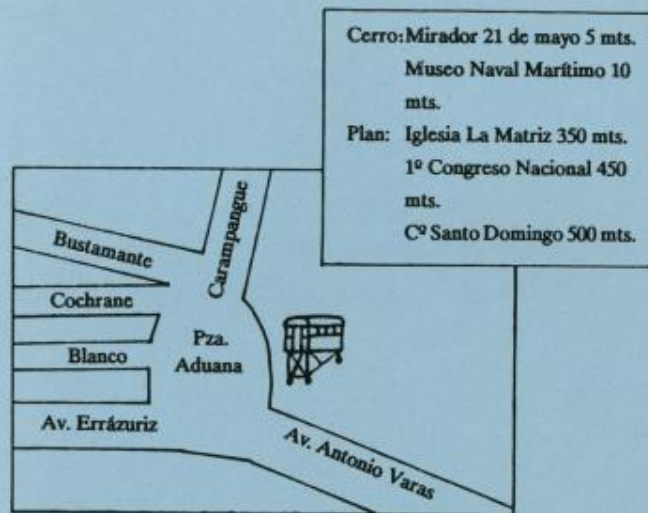 Cerro: Mirador 21 de mayo 5 mts.
Museo Naval Marítimo 10
mts.
Plan: Iglesia La Matriz 350 mts.
1º Congreso Nacional 450
mts.
Cº Santo Domingo 500 mts.
Bustamante
Carampangue
Cochrane
Pza.
Aduana
Blanco
Av. Errázuriz
Av. Antonio Varas